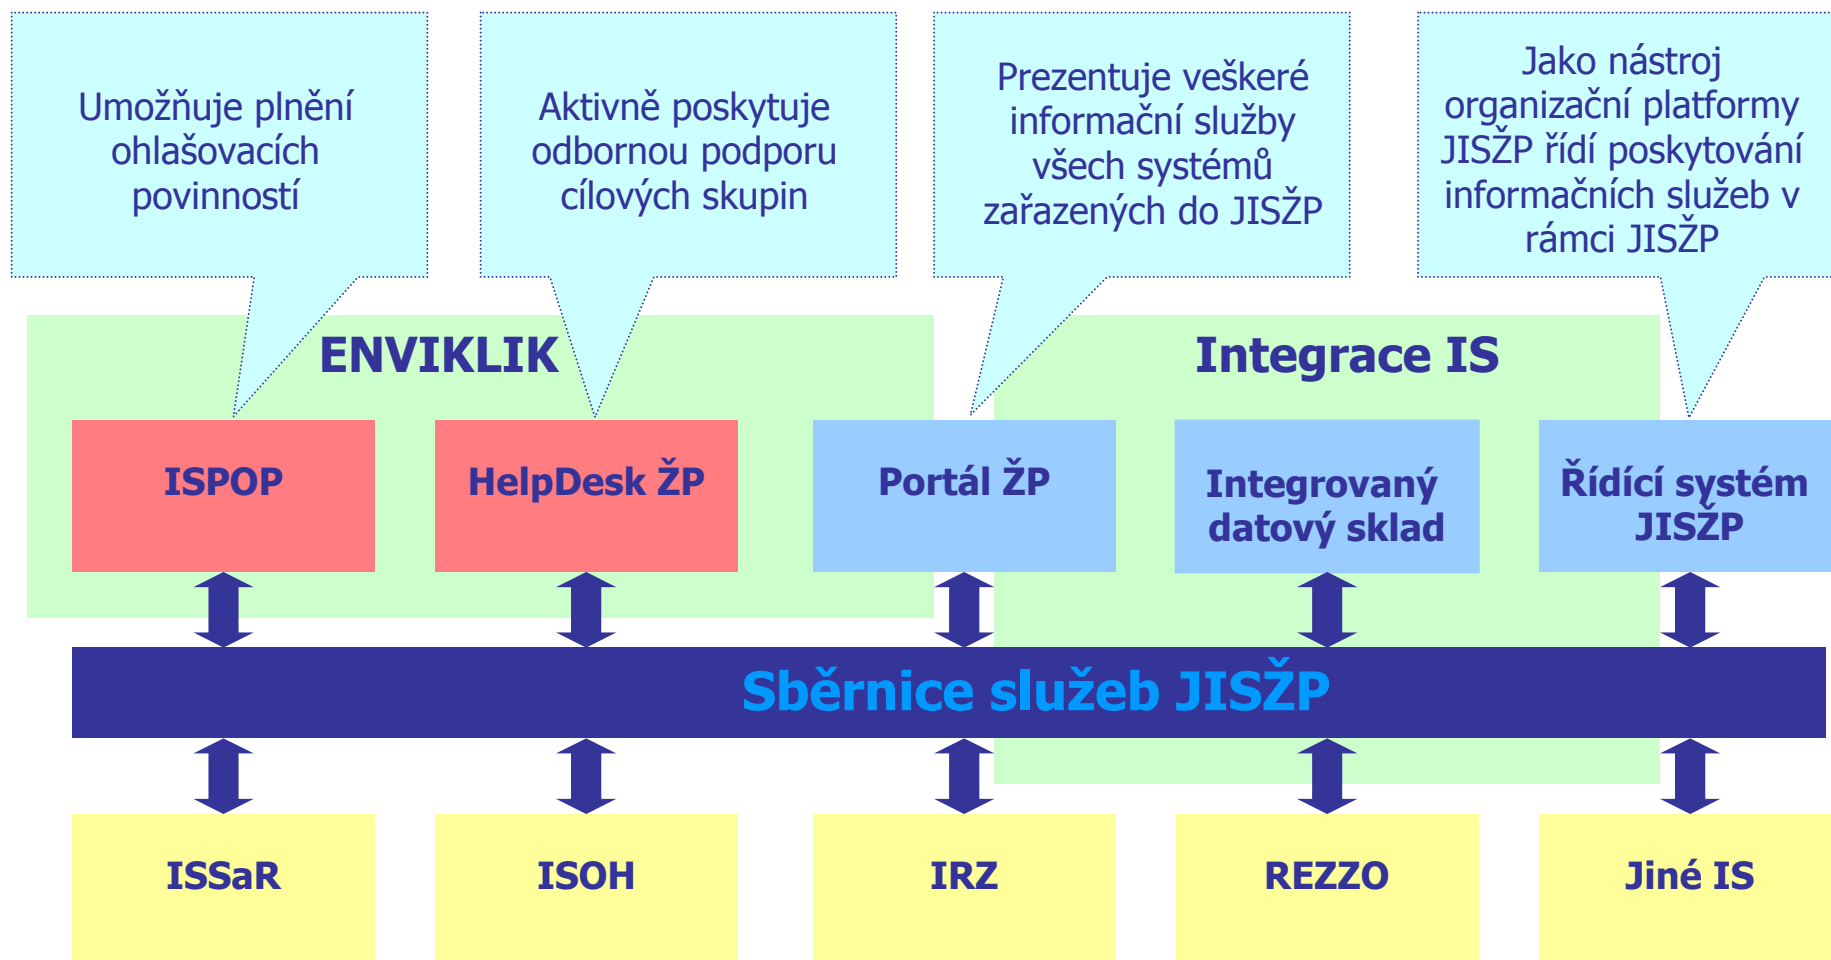 Umožňuje plnění
ohlašovacích
povinností
Aktivně poskytuje
odbornou podporu
cílových skupin
Prezentuje veškeré
informační služby
všech systémů
zařazených do JISŽP
Jako nástroj
organizační platformy
JISŽP řídí poskytování
informačních služeb v
rámci JISŽP
ENVIKLIK
Integrace IS
ISPOP
HelpDesk ŽP
Portál ŽP
Integrovaný
datový sklad
Řídící systém
JISŽP
Sběrnice služeb JISŽP
ISSaR
ISOH
IRZ
REZZO
Jiné IS